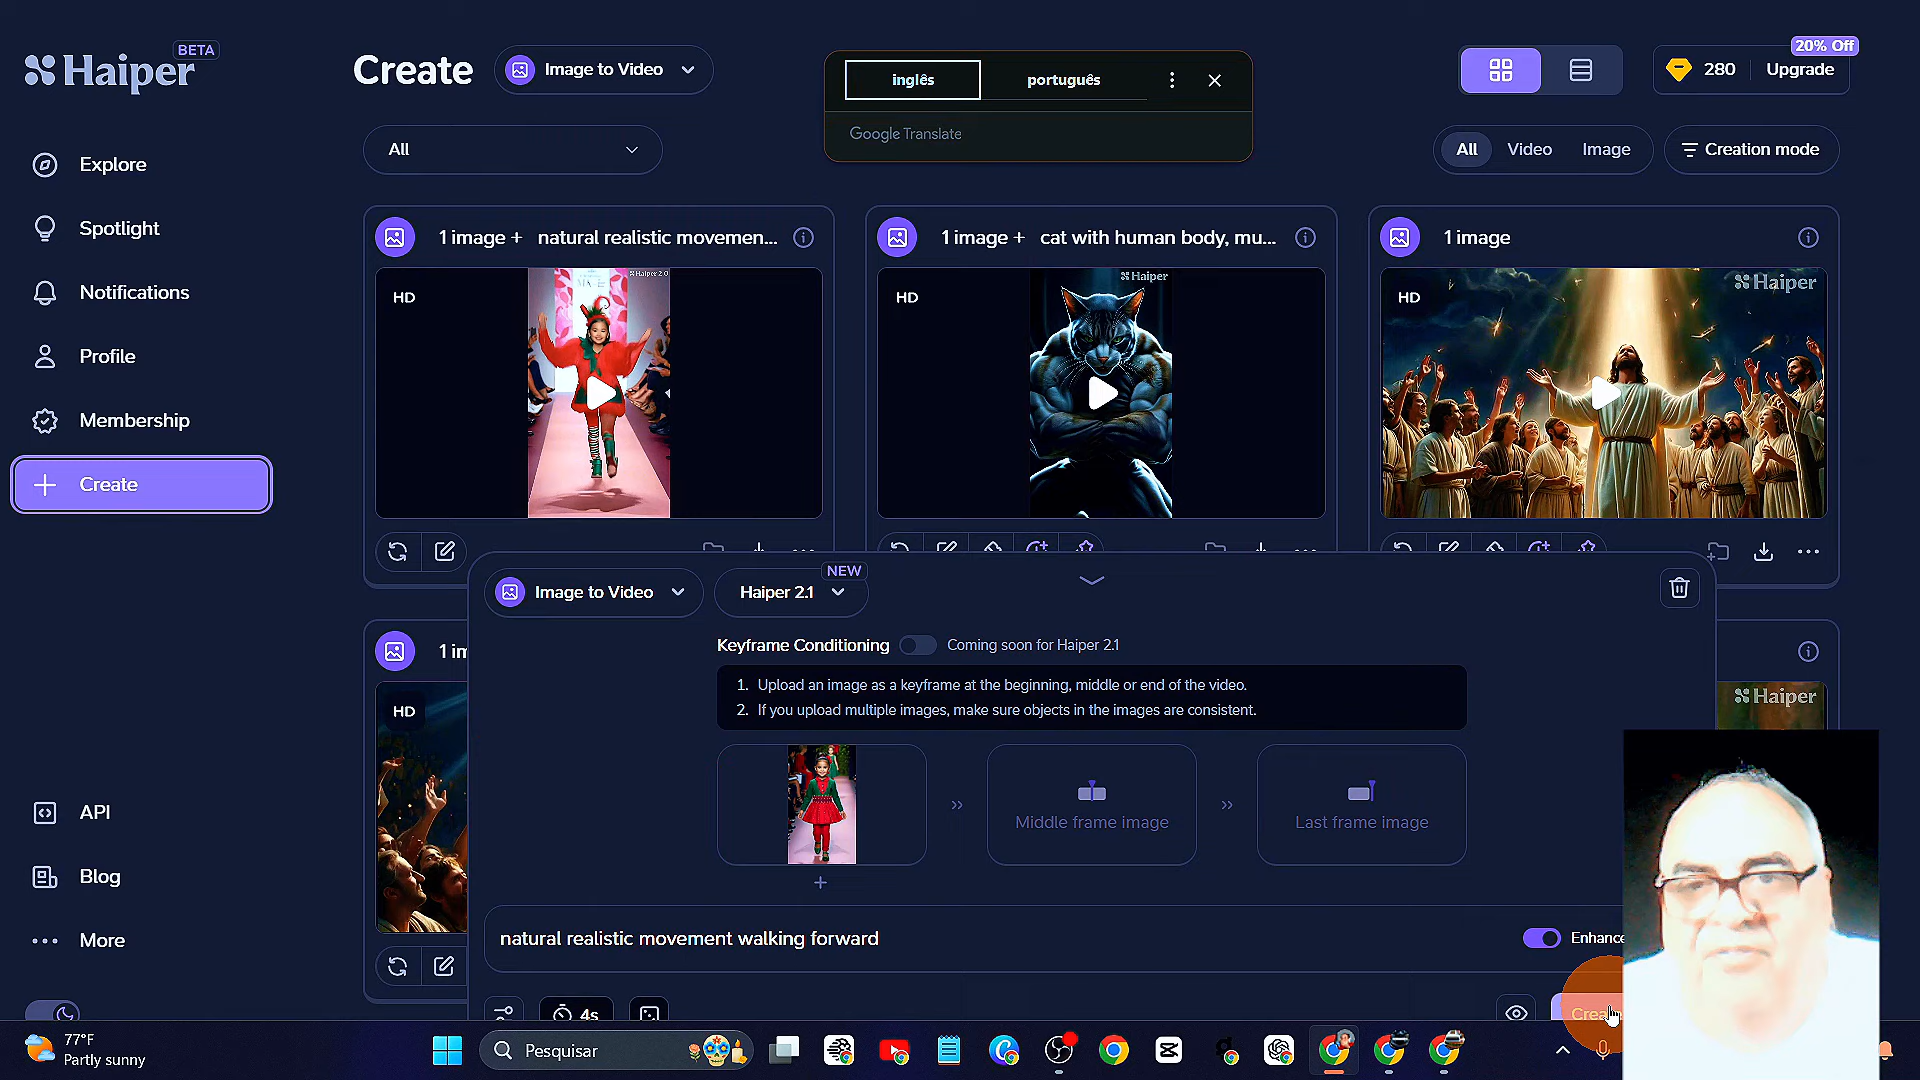 Haiper BETA
Create
Image to Video
inglês português
Google Translate
280 Upgrade
20% Off
All
All Video Image
Creation mode
Explore
Spotlight
Notifications
Profile
Membership
Create
API
Blog
More
1 image + natural realistic movemen...
HD
Haiper 2.0
1 image + cat with human body, mu...
HD
Haiper
1 image
HD
Haiper
1 im
HD
Haiper
Image to Video
Haiper 2.1
NEW
Keyframe Conditioning
Coming soon for Haiper 2.1
1. Upload an image as a keyframe at the beginning, middle or end of the video.
2. If you upload multiple images, make sure objects in the images are consistent.
Middle frame image
Last frame image
natural realistic movement walking forward
Enhance
4s
Crea
77°F
Partly sunny
Pesquisar